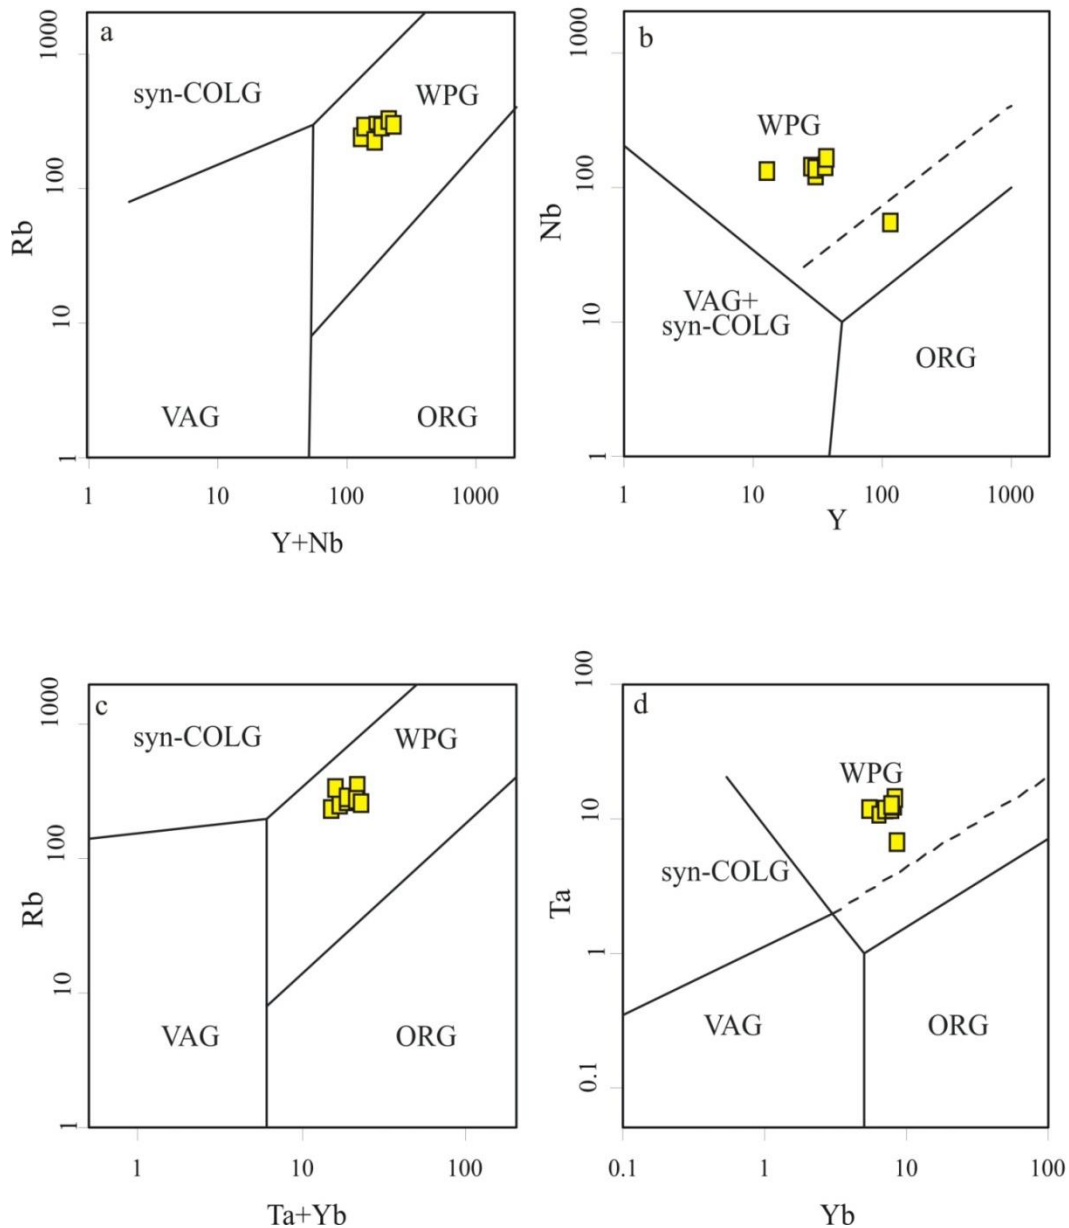 a
1000
100
10
1
Rb
syn-COLG
WPG
VAG
ORG
1
10
100
1000
Y+Nb
b
1000
100
10
1
Nb
WPG
VAG+
syn-COLG
ORG
1
10
100
1000
Y
c
1000
100
10
1
Rb
syn-COLG
WPG
VAG
ORG
1
10
100
Ta+Yb
d
100
10
1
0.1
Ta
WPG
syn-COLG
VAG
ORG
0.1
1
10
100
Yb